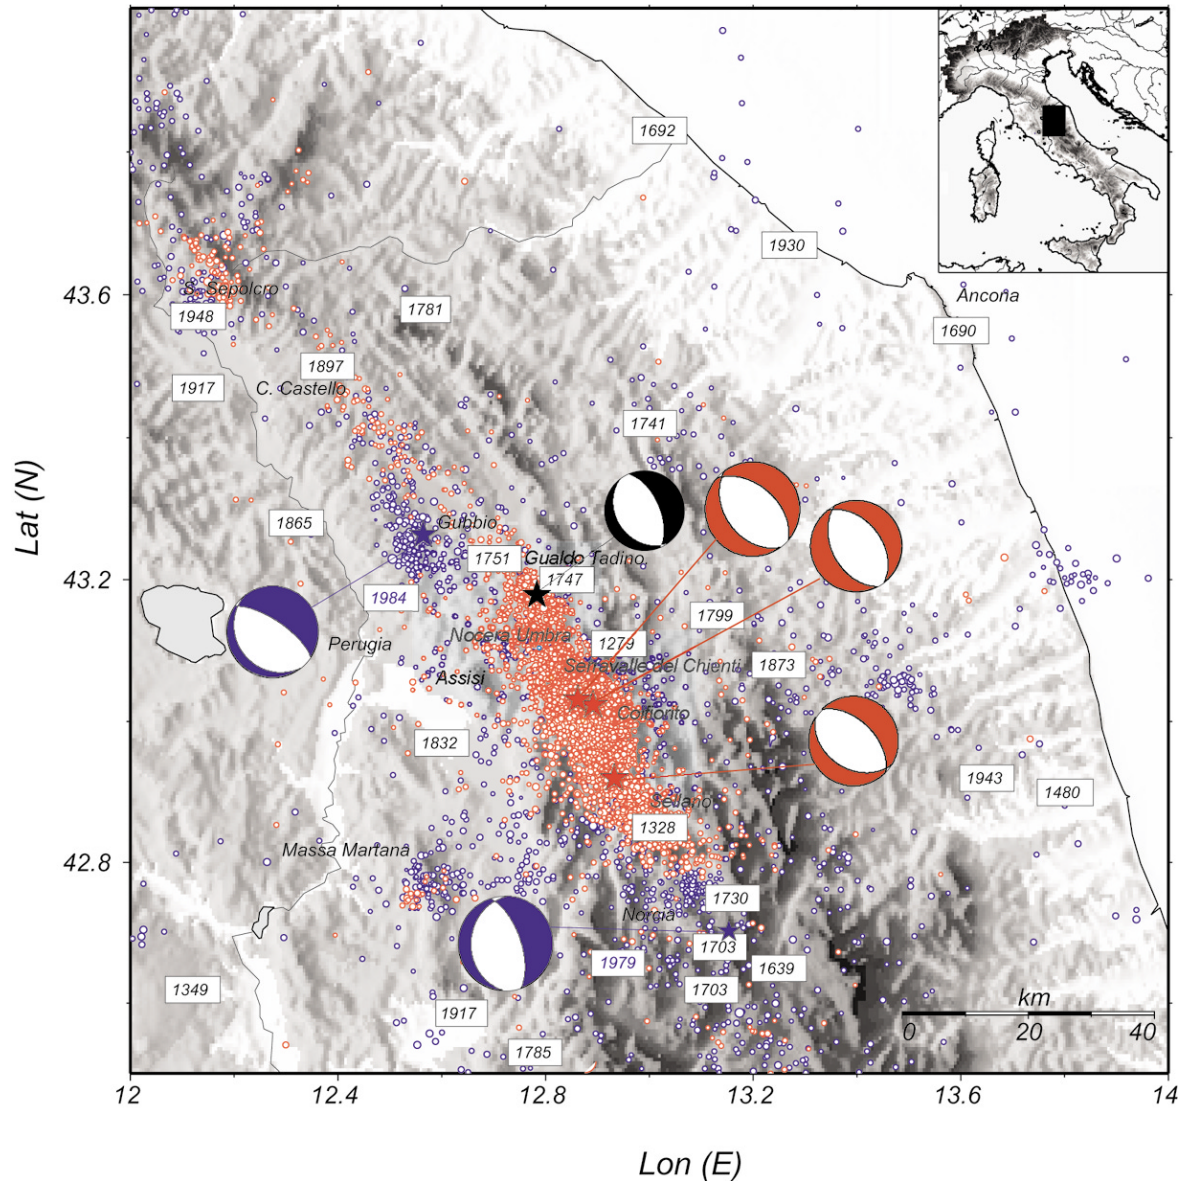 1692
1930
43.6
S. Sepolcro
Ancona
1948
1781
1690
1897
1917
C. Castello
1741
Lat (N)
1865
Gubbio
1751
Gualdo Tadino
43.2
1747
1984
1799
Nocera Umbra
1279
Perugia
Serravalle del Chienti
1873
Assisi
Colfiorito
1832
1943
1480
Sellano
1328
42.8
Massa Martana
1730
Norcia
1703
1979
1639
1349
1703
km
1917
0
20
40
1785
12
12.4
12.8
13.2
13.6
14
Lon (E)